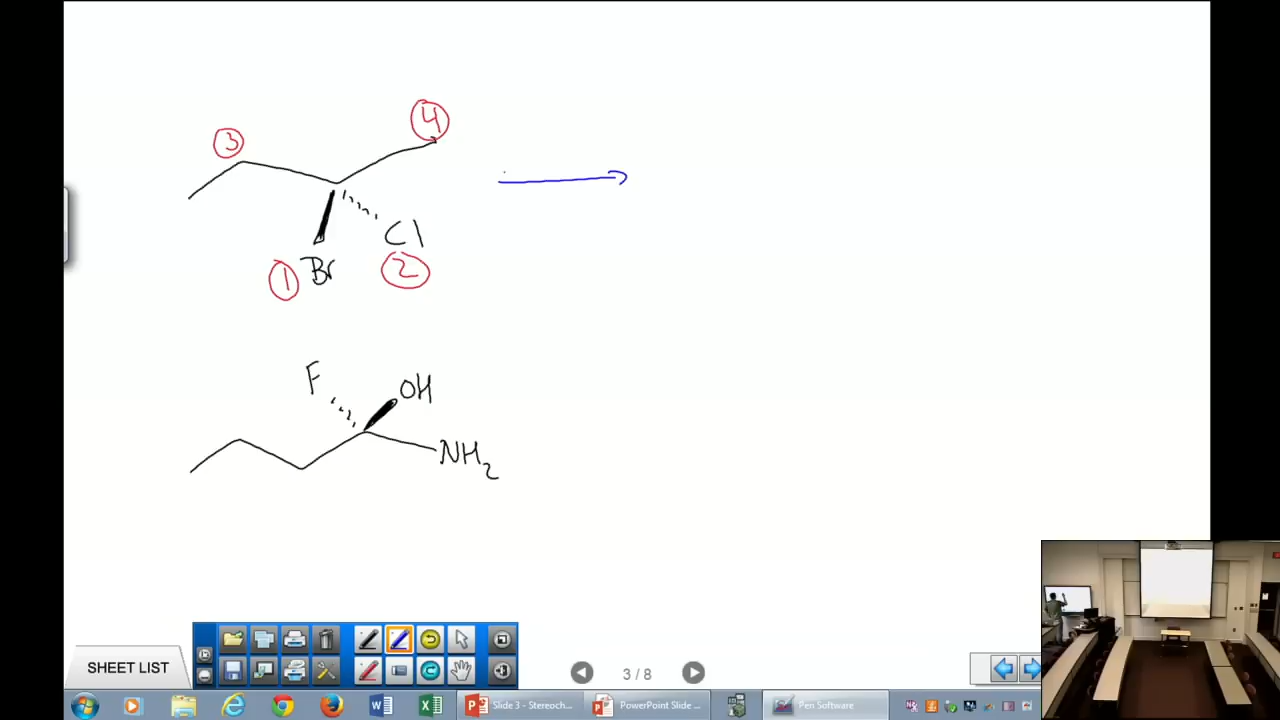 4
3
Cl
Br
1
2
F
OH
NH2
3 / 8
SHEET LIST
Slide 3 - Stereoch...
PowerPoint Slide ...
Pen Software